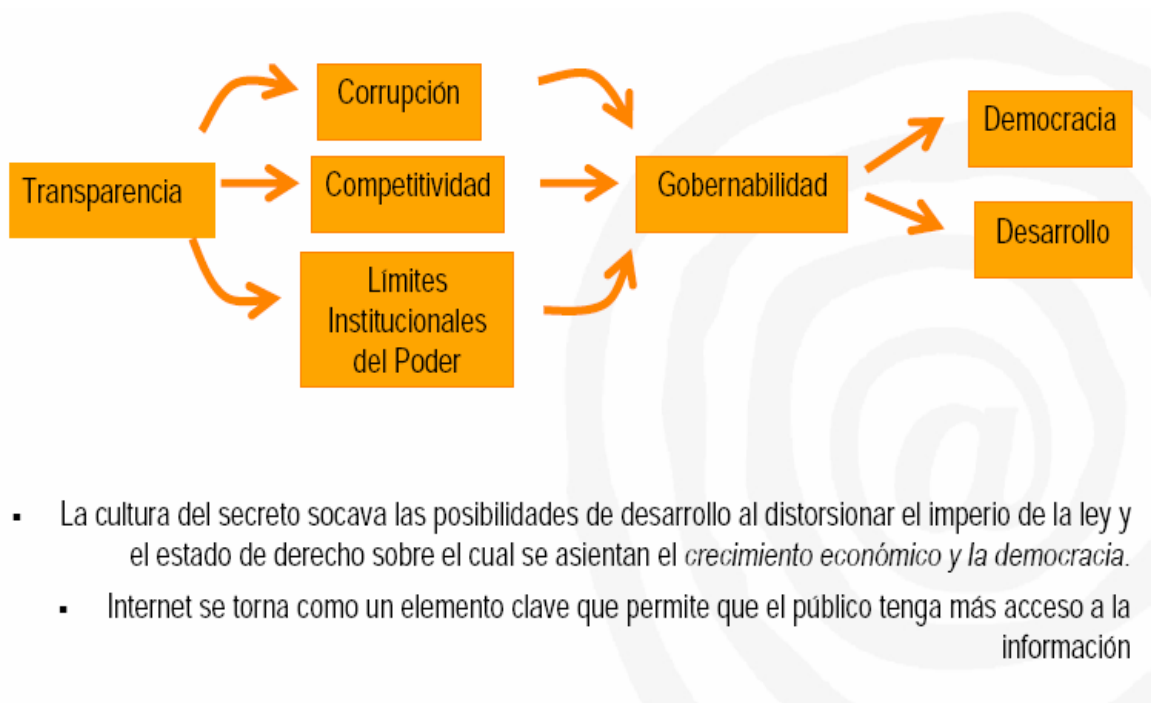 Corrupción
Democracia
Transparencia
Competitividad
Gobernabilidad
Desarrollo
Límites
Institucionales
del Poder
▪ La cultura del secreto socava las posibilidades de desarrollo al distorsionar el imperio de la ley y
el estado de derecho sobre el cual se asientan el crecimiento económico y la democracia.
▪ Internet se torna como un elemento clave que permite que el público tenga más acceso a la
información